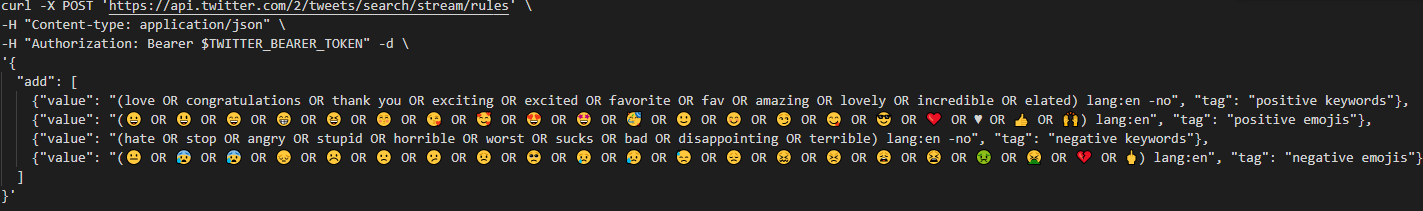 curl -X POST 'https://api.twitter.com/2/tweets/search/stream/rules' \
-H "Content-type: application/json" \
-H "Authorization: Bearer $TWITTER_BEARER_TOKEN" -d \
'{
"add": [
{"value": "(love OR congratulations OR thank you OR exciting OR excited OR favorite OR fav OR amazing OR lovely OR incredible OR elated) lang:en -no", "tag": "positive keywords"},
{"value": "(😀 OR 😃 OR 😄 OR 😁 OR 😆 OR 😙 OR 😘 OR 🥰 OR 😍 OR 🤩 OR 🥳 OR 🙂 OR 😊 OR 😏 OR 😋 OR 😎 OR ❤ OR ♥ OR 👍 OR 🙌) lang:en", "tag": "positive emojis"},
{"value": "(hate OR stop OR angry OR stupid OR horrible OR worst OR sucks OR bad OR disappointing OR terrible) lang:en -no", "tag": "negative keywords"},
{"value": "(😐 OR 😰 OR 😰 OR 😞 OR ☹ OR 🙁 OR 😕 OR 😟 OR 🥺 OR 😢 OR 😥 OR 😓 OR 😔 OR 😖 OR 😣 OR 😩 OR 😫 OR 🤢 OR 🤮 OR 💔 OR 🖕) lang:en", "tag": "negative emojis"}
]
}'